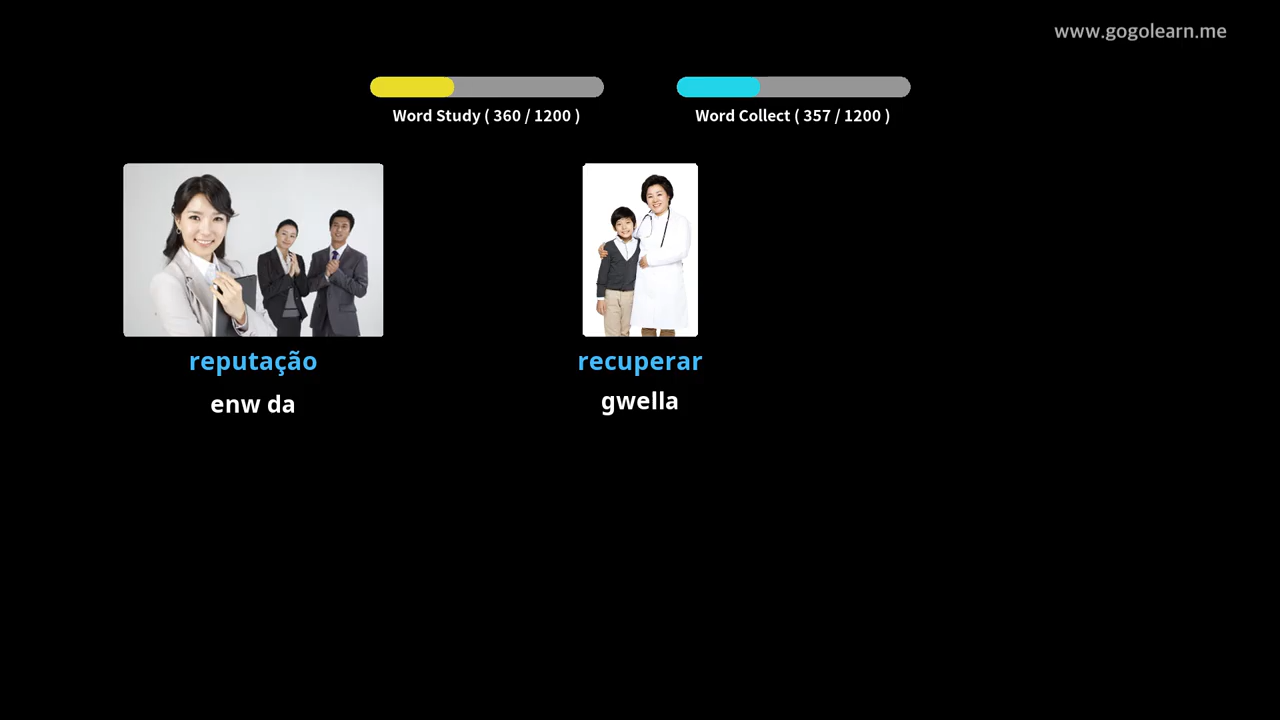 www.gogolearn.me
Word Study ( 360 / 1200 )
Word Collect ( 357 / 1200 )
reputação
enw da
recuperar
gwella